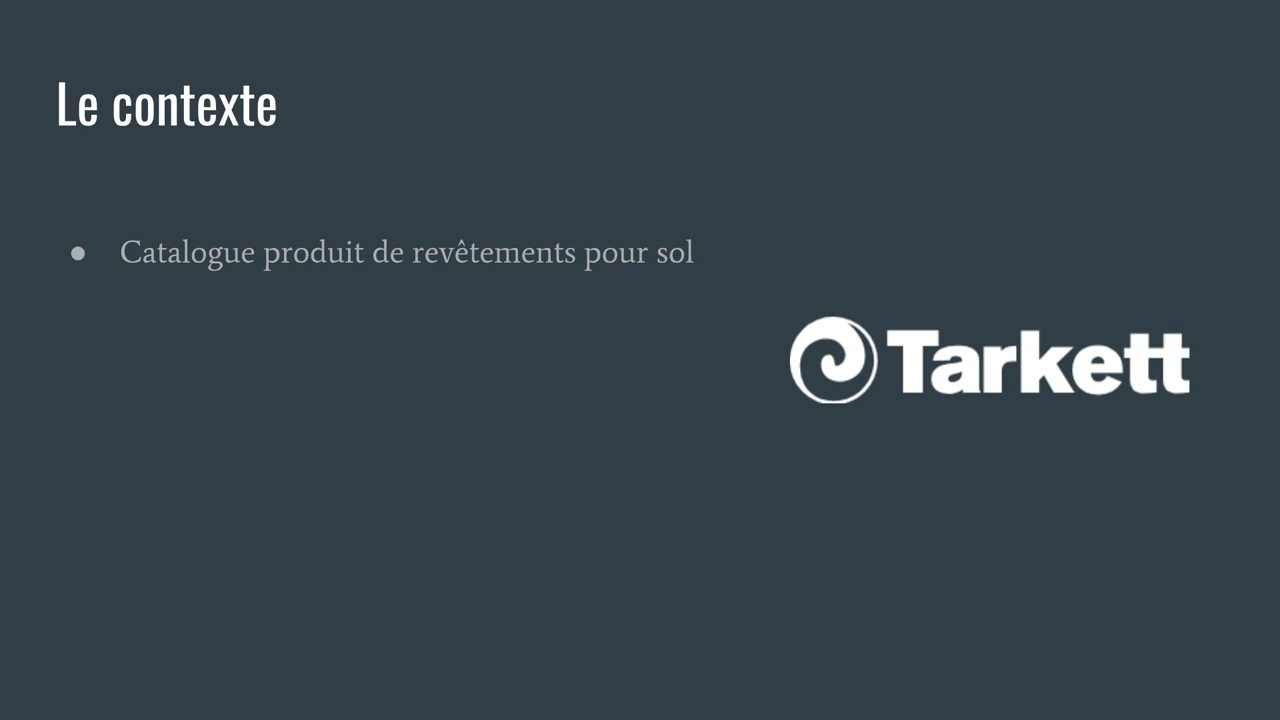 Le contexte
● Catalogue produit de revêtements pour sol
Tarkett